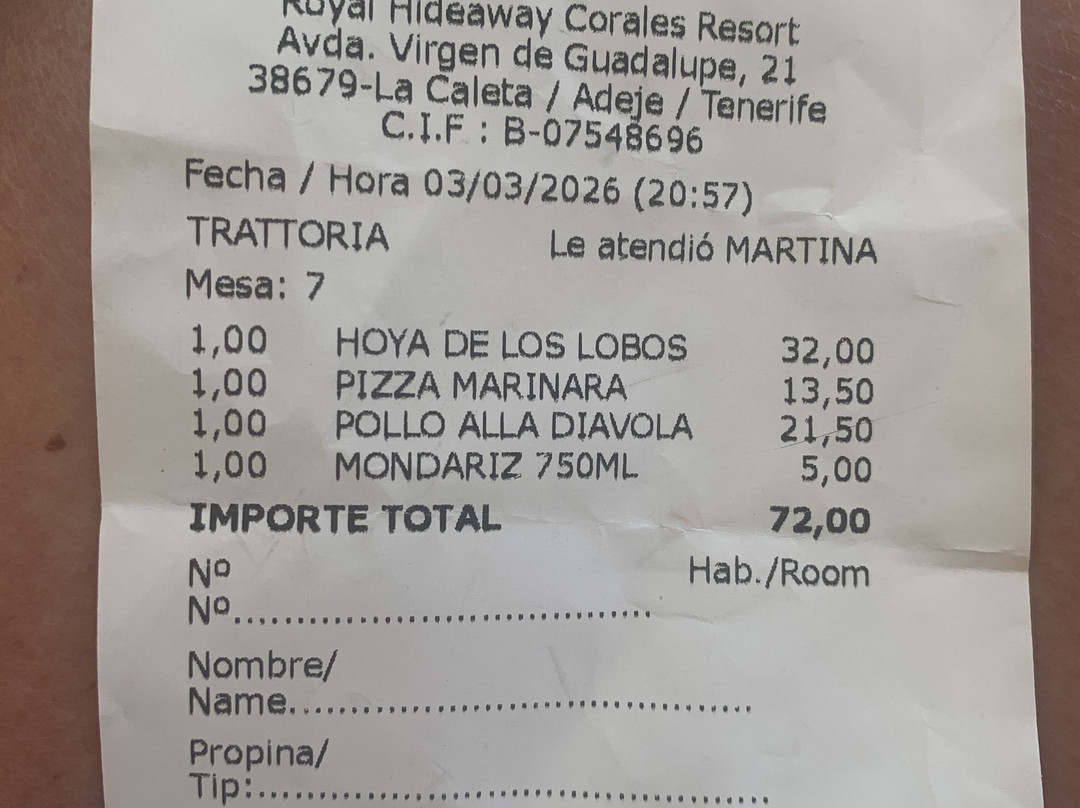 Royal Hideaway Corales Resort
Avda. Virgen de Guadalupe, 21
38679-La Caleta / Adeje / Tenerife
C.I.F : B-07548696
Fecha / Hora 03/03/2026 (20:57)
TRATTORIA Le atendió MARTINA
Mesa: 7
1,00 HOYA DE LOS LOBOS 32,00
1,00 PIZZA MARINARA 13,50
1,00 POLLO ALLA DIAVOLA 21,50
1,00 MONDARIZ 750ML 5,00
IMPORTE TOTAL 72,00
Nº Hab./Room
Nº..................................
Nombre/
Name......................................
Propina/
Tip:..........................................